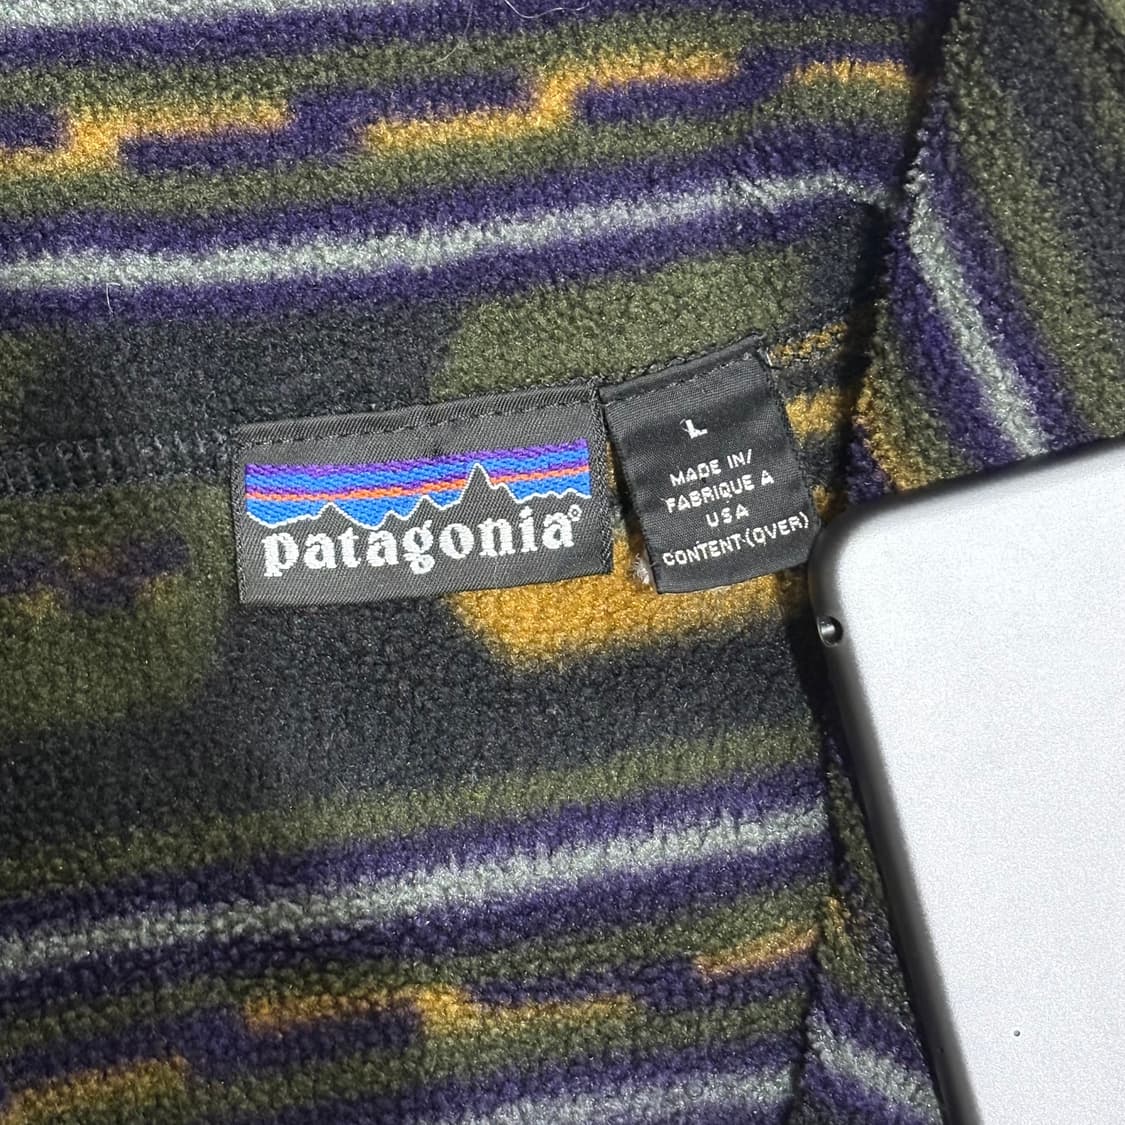 patagonia®
L
MADE IN/
FABRIQUE A
USA
CONTENT·(OVER)